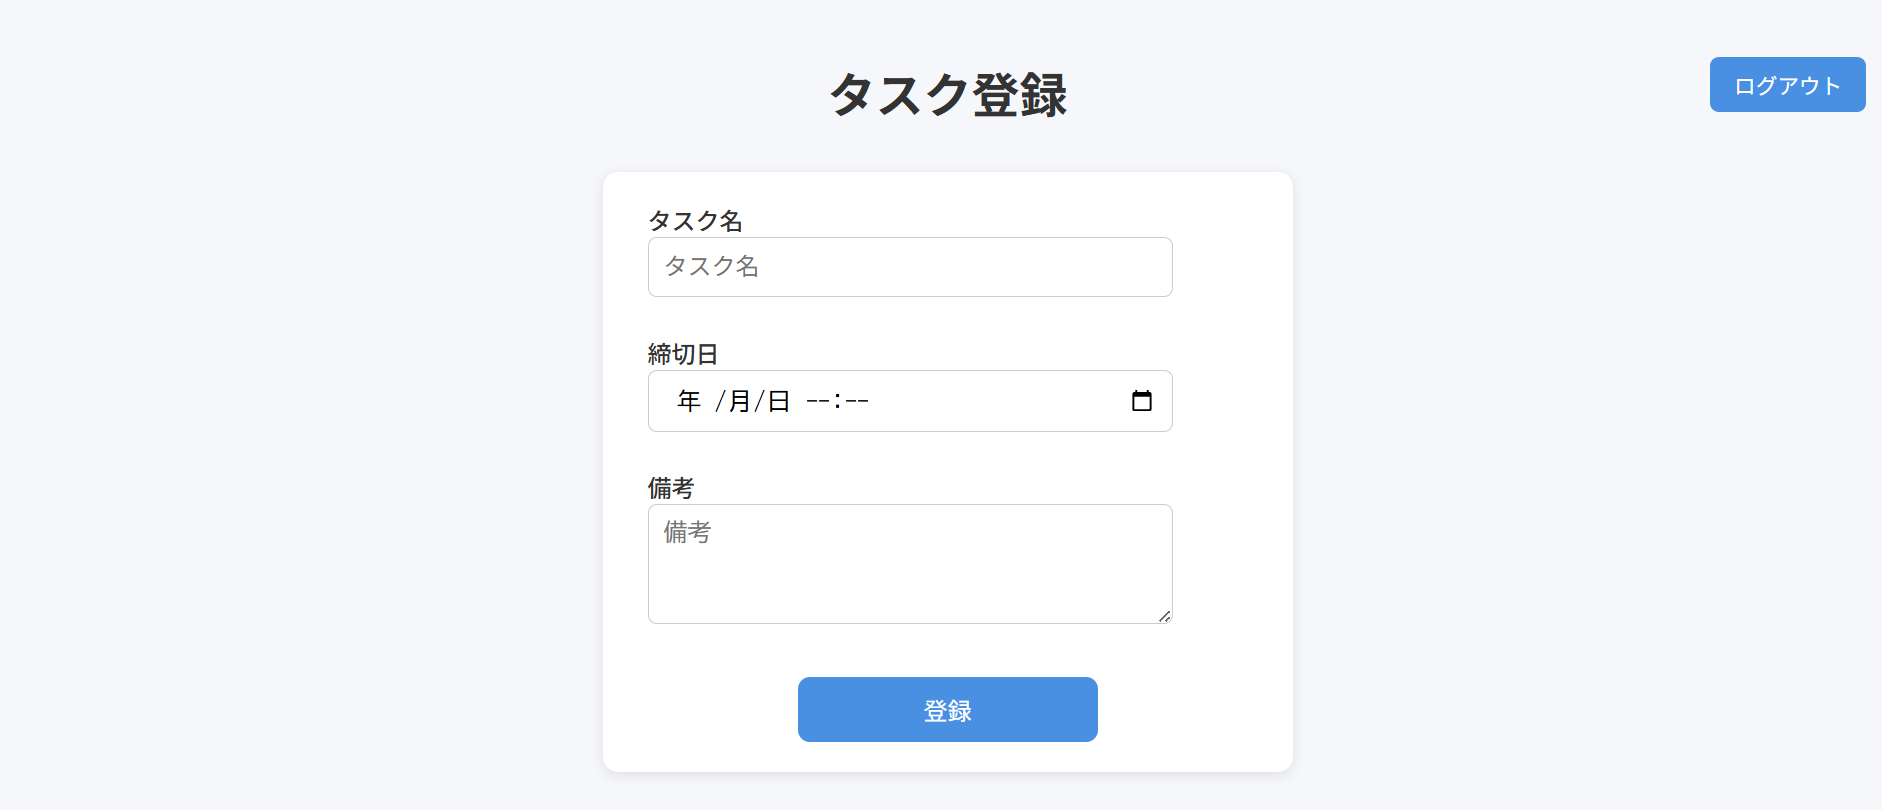 タスク登録
ログアウト
タスク名
タスク名
締切日
年 /月/日 --:--
備考
備考
登録